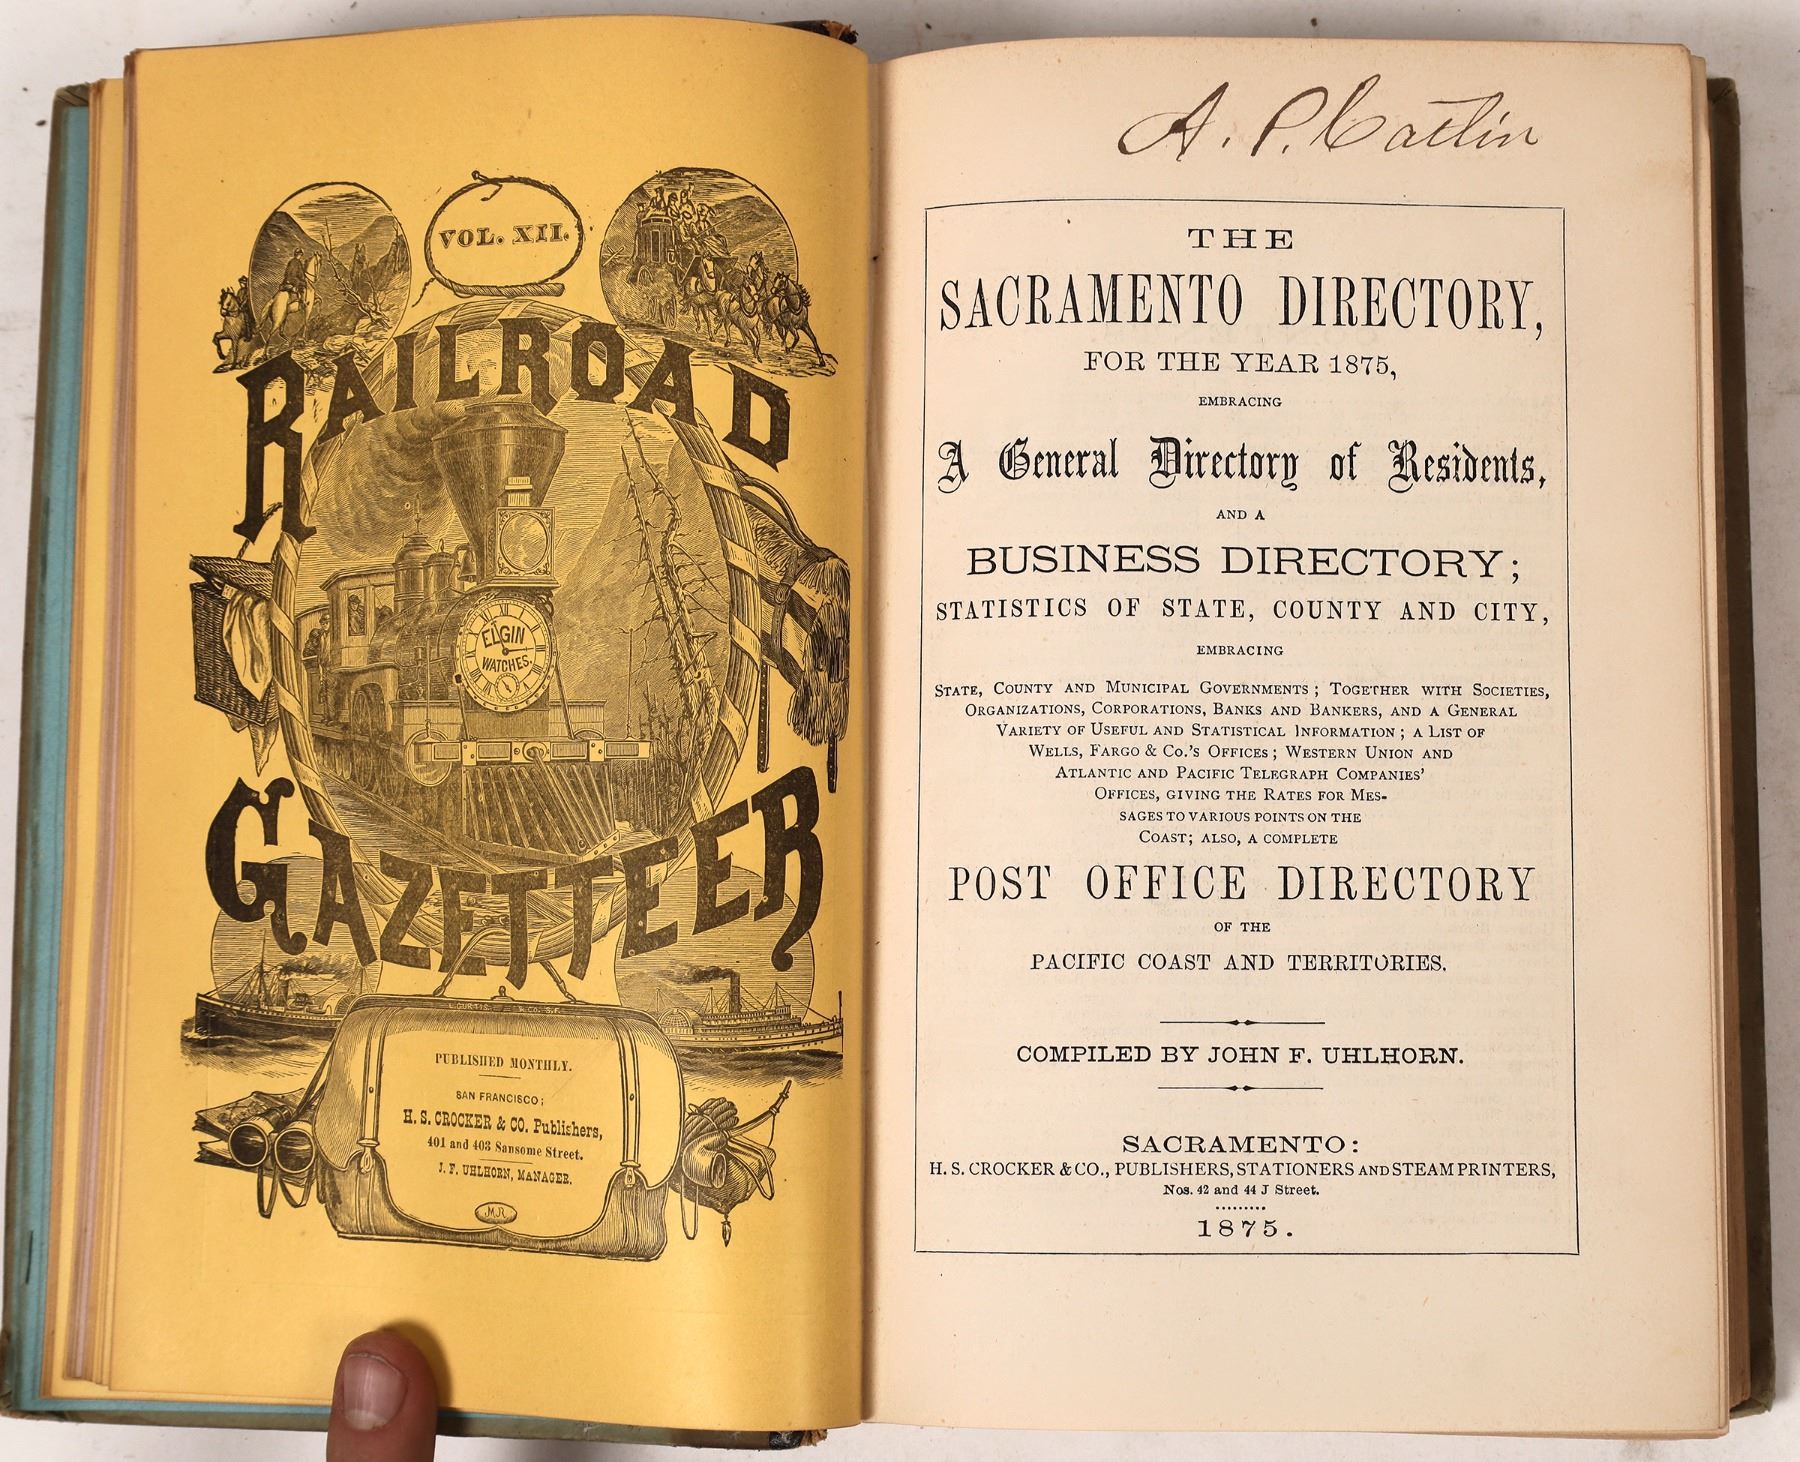 VOL. XII.
RAILROAD
ELGIN
WATCHES.
GAZETTEER
L. CURTIS. & CO. S.F.
PUBLISHED MONTHLY.
SAN FRANCISCO;
H. S. CROCKER & CO. Publishers,
401 and 403 Sansome Street.
J. F. UHLHORN, MANAGER.
M.R.
A. P. Catlin
THE
SACRAMENTO DIRECTORY,
FOR THE YEAR 1875,
EMBRACING
A General Directory of Residents,
AND A
BUSINESS DIRECTORY;
STATISTICS OF STATE, COUNTY AND CITY,
EMBRACING
STATE, COUNTY AND MUNICIPAL GOVERNMENTS; TOGETHER WITH SOCIETIES,
ORGANIZATIONS, CORPORATIONS, BANKS AND BANKERS, AND A GENERAL
VARIETY OF USEFUL AND STATISTICAL INFORMATION; A LIST OF
WELLS, FARGO & CO.'S OFFICES; WESTERN UNION AND
ATLANTIC AND PACIFIC TELEGRAPH COMPANIES'
OFFICES, GIVING THE RATES FOR MES-
SAGES TO VARIOUS POINTS ON THE
COAST; ALSO, A COMPLETE
POST OFFICE DIRECTORY
OF THE
PACIFIC COAST AND TERRITORIES.
COMPILED BY JOHN F. UHLHORN.
SACRAMENTO:
H. S. CROCKER & CO., PUBLISHERS, STATIONERS AND STEAM PRINTERS,
Nos. 42 and 44 J Street.
1875.